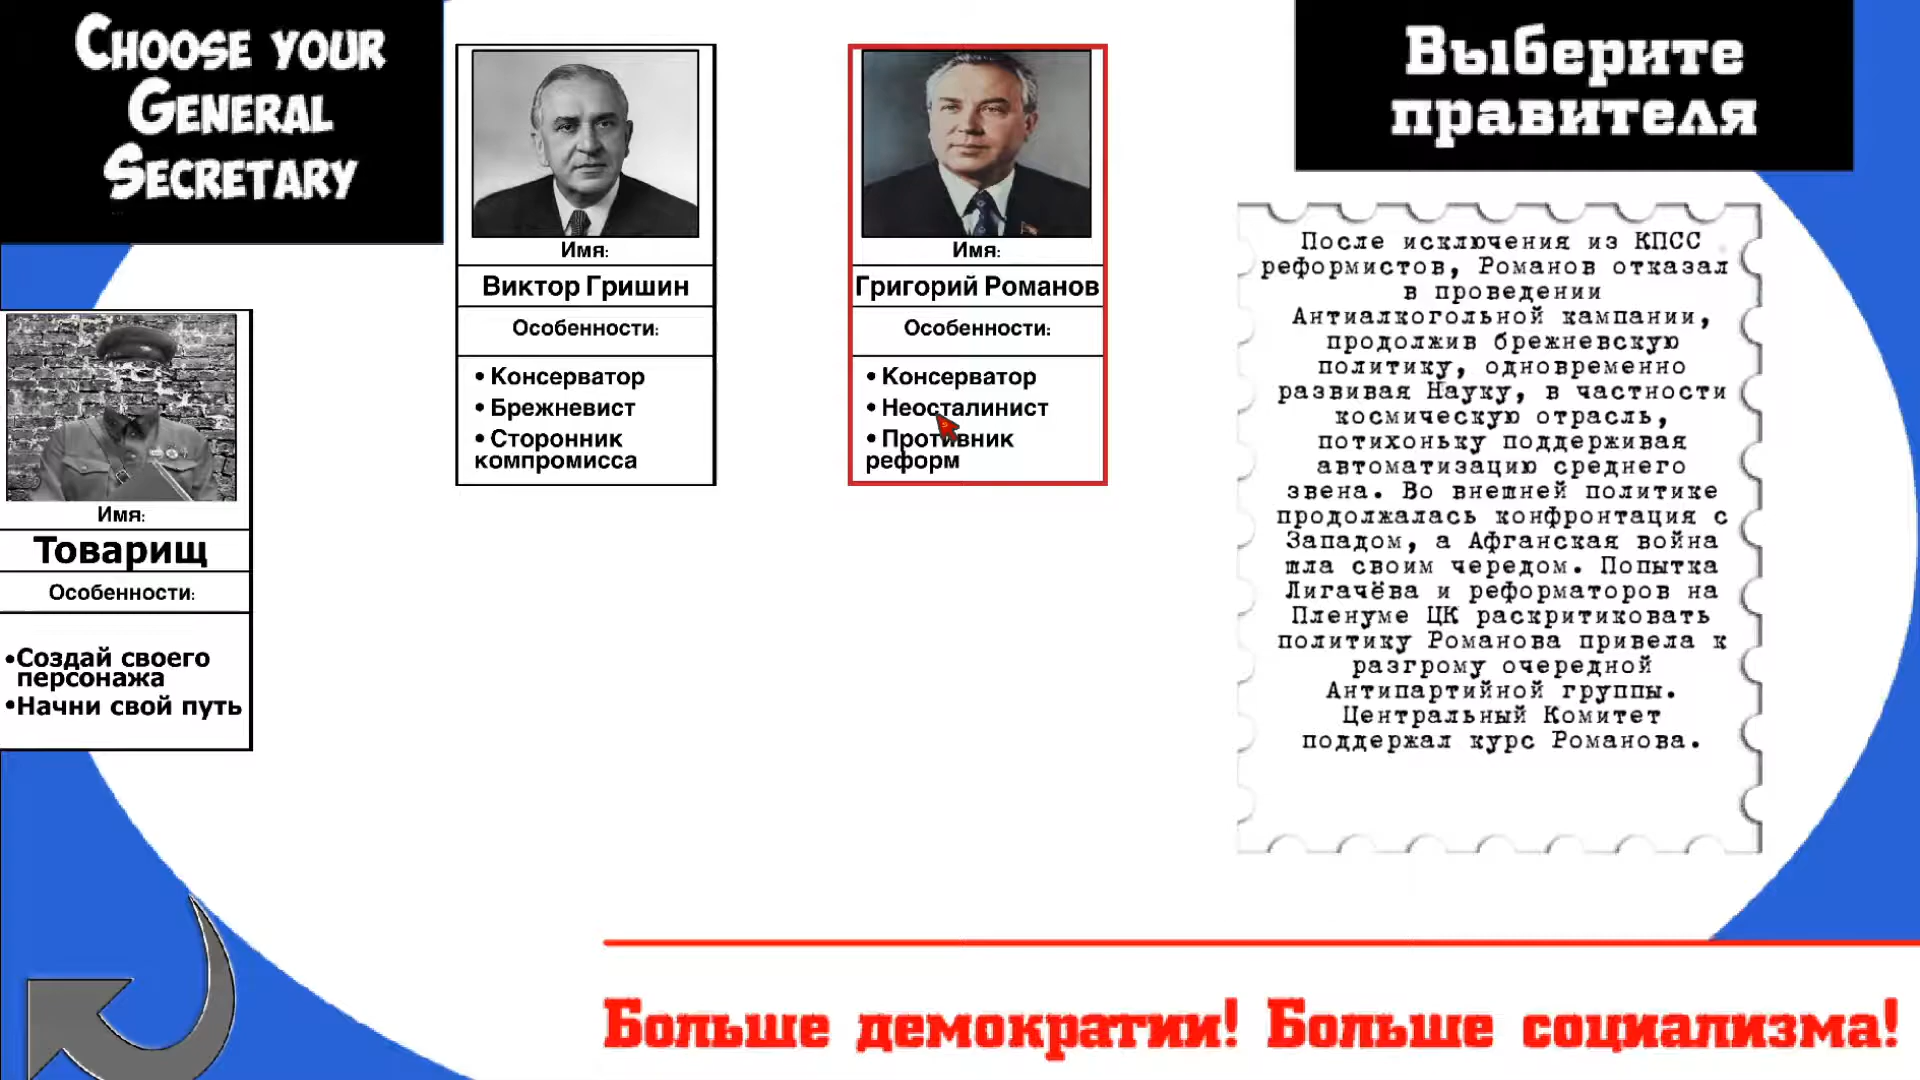 CHOOSE YOUR
GENERAL
SECRETARY
Имя:
Виктор Гришин
Особенности:
• Консерватор
• Брежневист
• Сторонник
компромисса
Имя:
Григорий Романов
Особенности:
• Консерватор
• Неосталинист
• Противник
реформ
Выберите
правителя
После исключения из КПСС
реформистов, Романов отказал
в проведении
Антиалкогольной кампании,
продолжив брежневскую
политику, одновременно
развивая Науку, в частности
космическую отрасль,
потихоньку поддерживая
автоматизацию среднего
звена. Во внешней политике
продолжалась конфронтация с
Западом, а Афганская война
шла своим чередом. Попытка
Лигачёва и реформаторов на
Пленуме ЦК раскритиковать
политику Романова привела к
разгрому очередной
Антипартийной группы.
Центральный Комитет
поддержал курс Романова.
Имя:
Товарищ
Особенности:
•Создай своего
персонажа
•Начни свой путь
Больше демократии! Больше социализма!